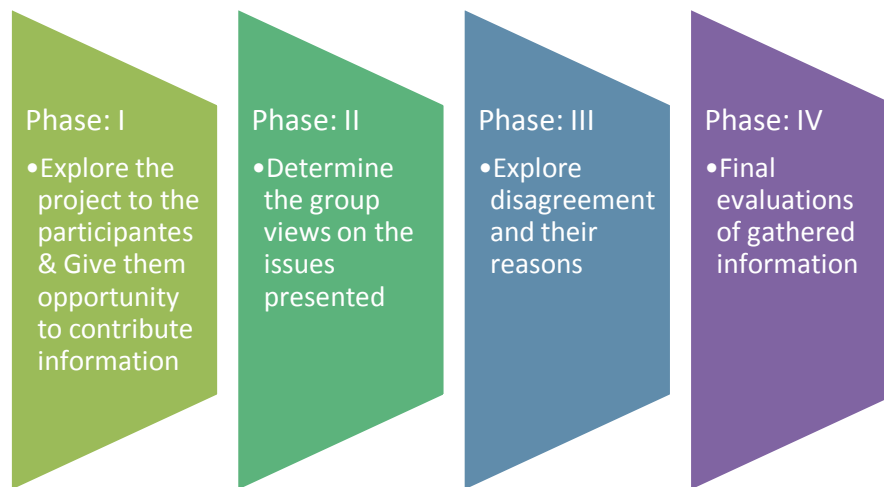 Phase: I
•Explore the
project to the
participantes
& Give them
opportunity
to contribute
information
Phase: II
•Determine
the group
views on the
issues
presented
Phase: III
•Explore
disagreement
and their
reasons
Phase: IV
•Final
evaluations
of gathered
information